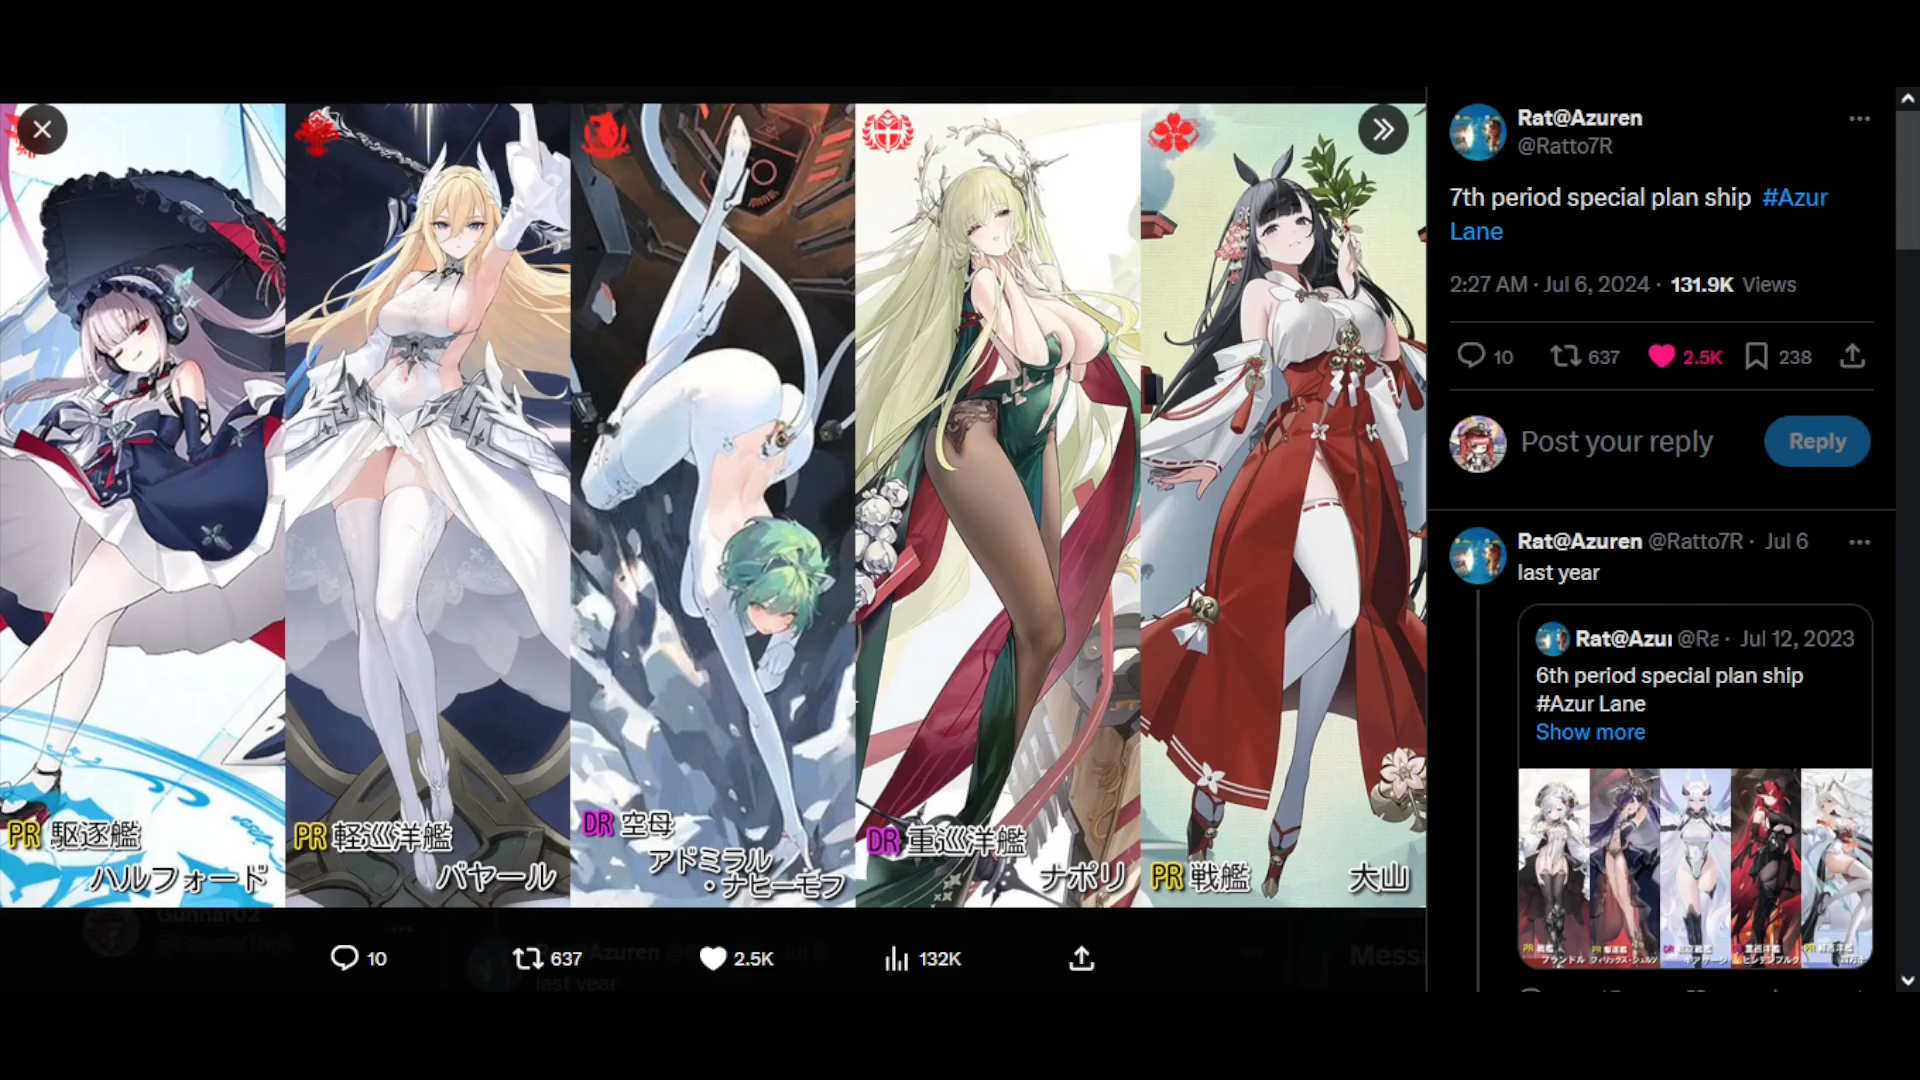 PR 駆逐艦
ハルフォード
PR 軽巡洋艦
バヤール
DR 空母
アドミラル
・ナヒーモフ
DR 重巡洋艦
ナポリ
PR 戦艦
大山
10
637
2.5K
132K
Rat@Azuren
@Ratto7R
7th period special plan ship #Azur
Lane
2:27 AM · Jul 6, 2024 · 131.9K Views
10
637
2.5K
238
Post your reply
Reply
Rat@Azuren @Ratto7R · Jul 6
last year
Rat@Azu @Ra · Jul 12, 2023
6th period special plan ship
#Azur Lane
Show more